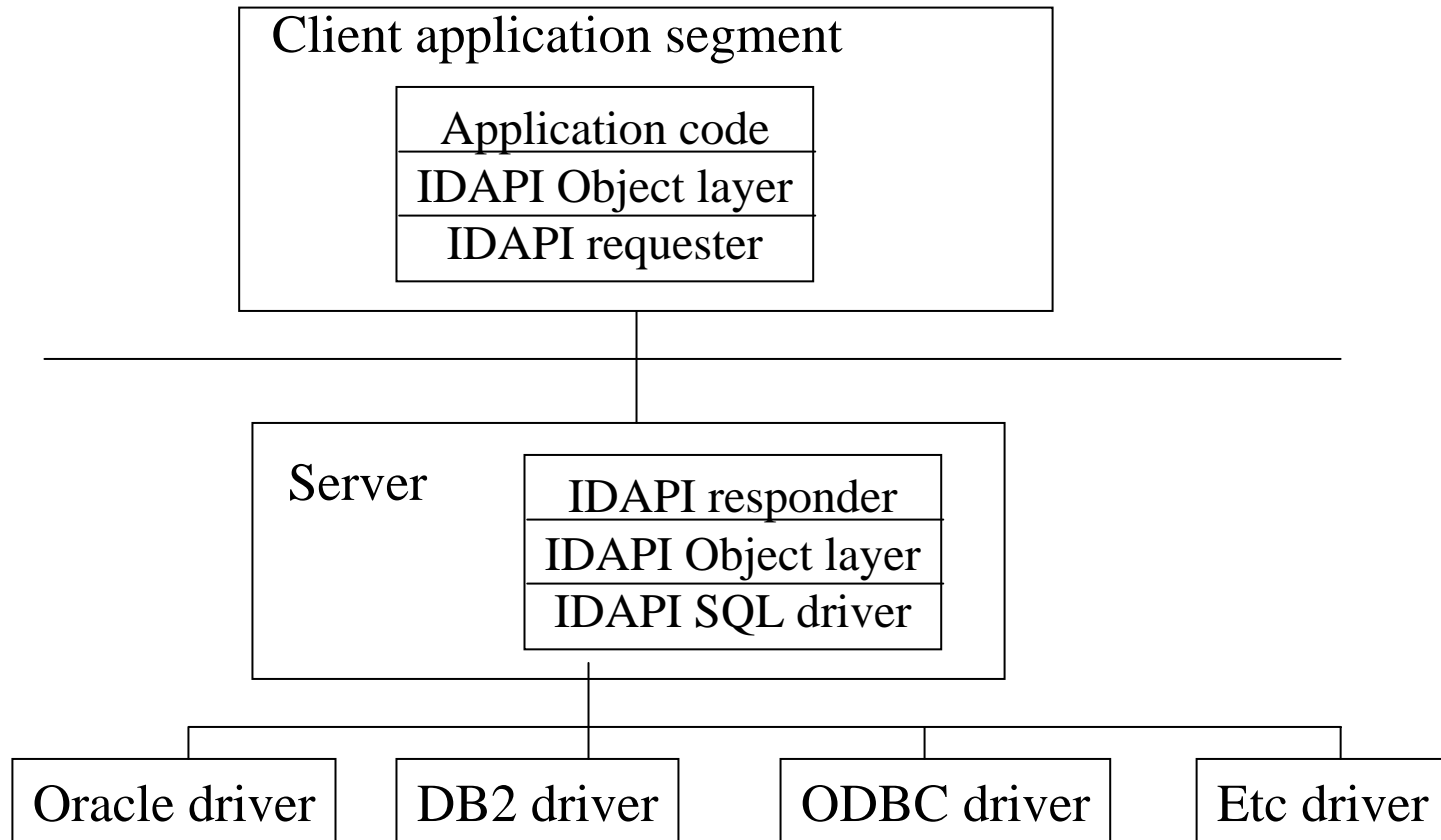 Client application segment
Application code
IDAPI Object layer
IDAPI requester
Server
IDAPI responder
IDAPI Object layer
IDAPI SQL driver
Oracle driver
DB2 driver
ODBC driver
Etc driver